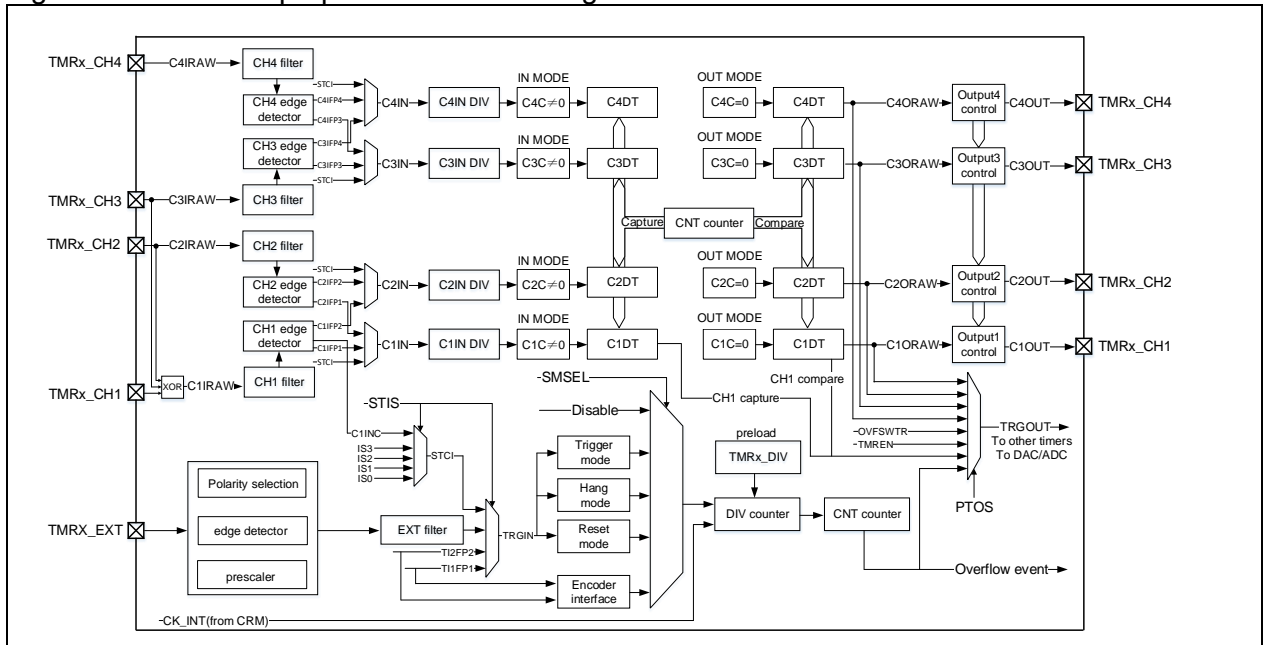 TMRx_CH4
C4IRAW
CH4 filter
STCI
C4IFP4
C4IFP3
CH4 edge detector
C4IN
C4IN DIV
IN MODE
C4C≠0
C4DT
OUT MODE
C4C=0
C4DT
C4ORAW
Output4 control
C4OUT
TMRx_CH4
CH3 edge detector
C3IFP4
C3IFP3
STCI
C3IN
C3IN DIV
IN MODE
C3C≠0
C3DT
OUT MODE
C3C=0
C3DT
C3ORAW
Output3 control
C3OUT
TMRx_CH3
TMRx_CH3
C3IRAW
CH3 filter
Capture
CNT counter
Compare
TMRx_CH2
C2IRAW
CH2 filter
STCI
C2IFP2
C2IFP1
CH2 edge detector
C2IN
C2IN DIV
IN MODE
C2C≠0
C2DT
OUT MODE
C2C=0
C2DT
C2ORAW
Output2 control
C2OUT
TMRx_CH2
CH1 edge detector
C1IFP2
C1IFP1
STCI
C1IN
C1IN DIV
IN MODE
C1C≠0
C1DT
OUT MODE
C1C=0
C1DT
C1ORAW
Output1 control
C1OUT
TMRx_CH1
TMRx_CH1
XOR
C1IRAW
CH1 filter
CH1 compare
CH1 capture
SMSEL
STIS
Disable
C1INC
IS3
IS2
IS1
IS0
STCI
Trigger mode
Hang mode
Reset mode
Encoder interface
preload
TMRx_DIV
DIV counter
CNT counter
OVFSWTR
TMREN
TRGOUT
To other timers
To DAC/ADC
PTOS
Overflow event
TMRX_EXT
Polarity selection
edge detector
prescaler
EXT filter
TRGIN
TI2FP2
TI1FP1
CK_INT(from CRM)